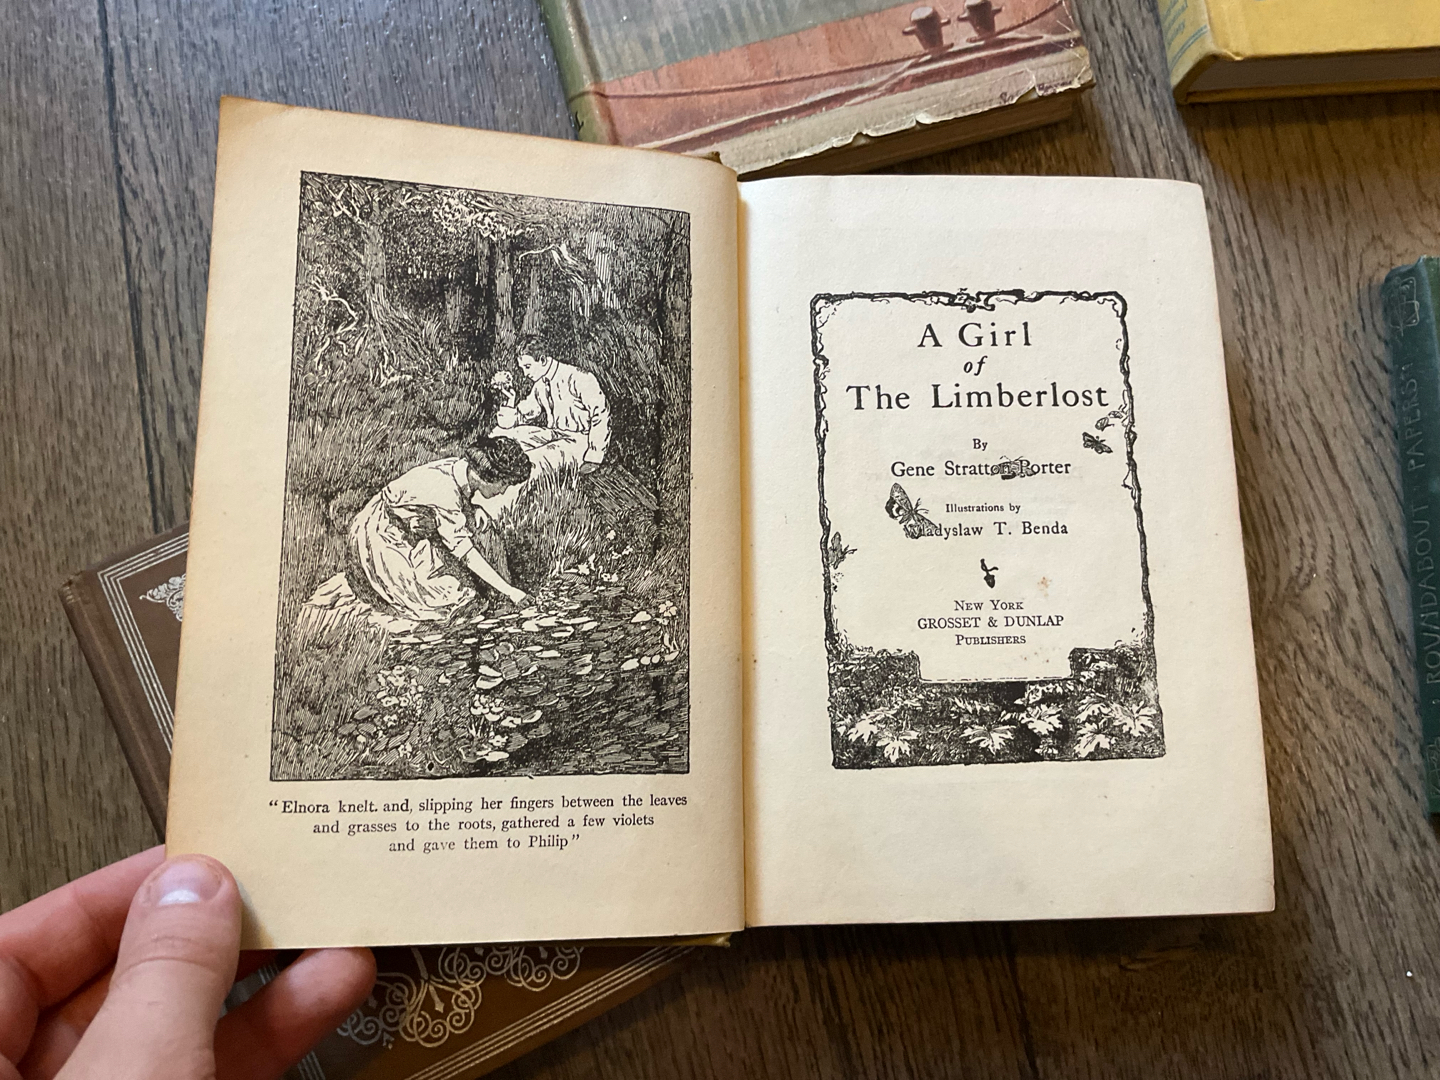 "Elnora knelt. and, slipping her fingers between the leaves
and grasses to the roots, gathered a few violets
and gave them to Philip"
A Girl
of
The Limberlost
By
Gene Stratton Porter
Illustrations by
Wladyslaw T. Benda
New York
GROSSET & DUNLAP
Publishers
ROUNDABOUT PAPERS